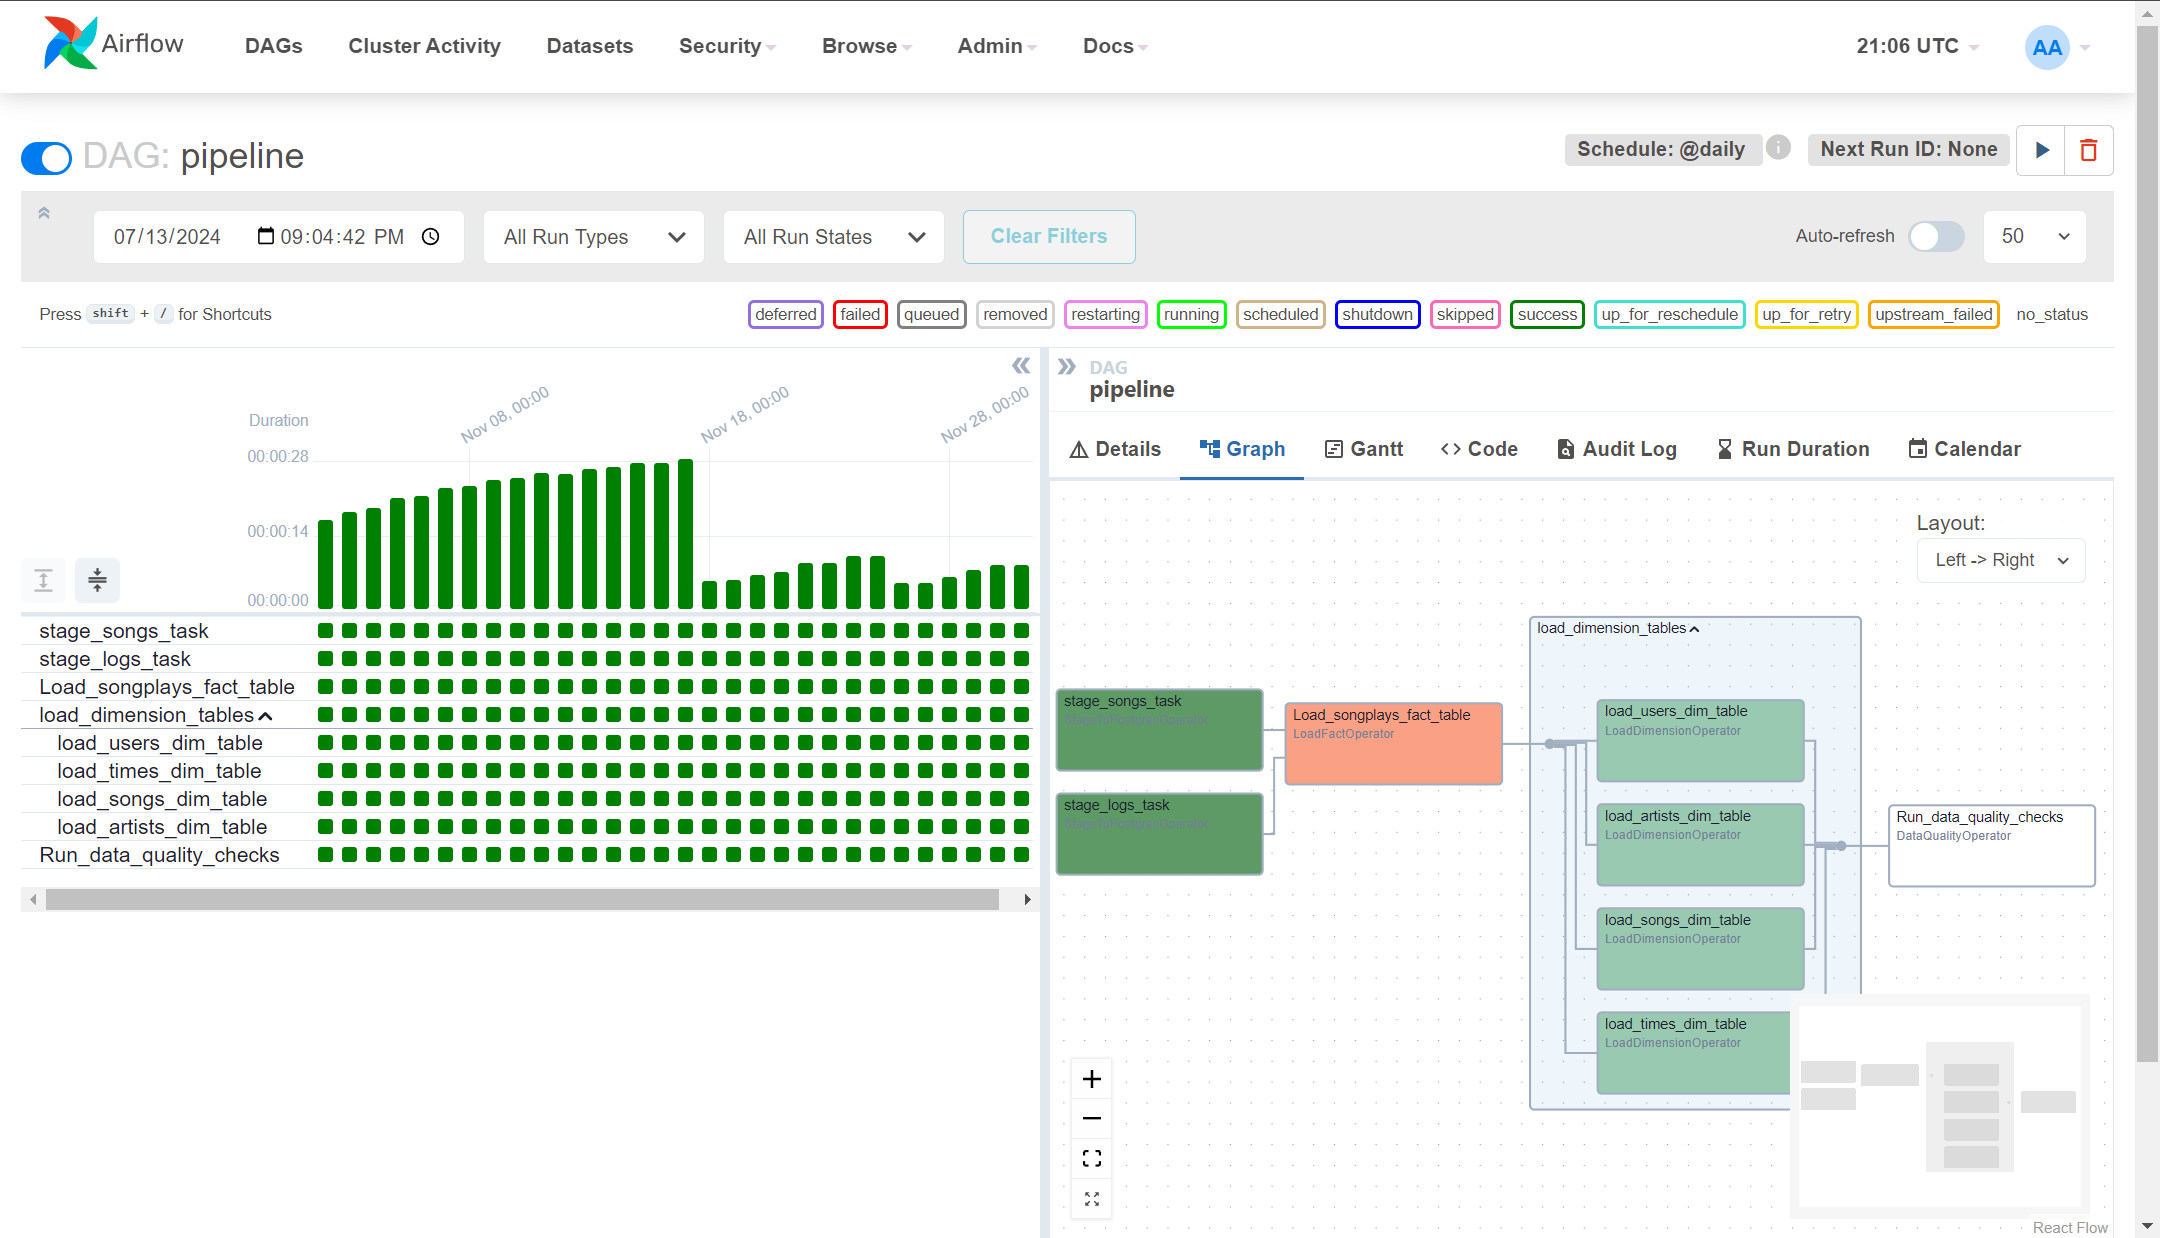 Airflow
DAGs
Cluster Activity
Datasets
Security
Browse
Admin
Docs
21:06 UTC
AA
DAG: pipeline
Schedule: @daily
i
Next Run ID: None
07/13/2024 09:04:42 PM
All Run Types
All Run States
Clear Filters
Auto-refresh
50
Press shift + / for Shortcuts
deferred
failed
queued
removed
restarting
running
scheduled
shutdown
skipped
success
up_for_reschedule
up_for_retry
upstream_failed
no_status
Duration
00:00:28
00:00:14
00:00:00
Nov 08, 00:00
Nov 18, 00:00
Nov 28, 00:00
stage_songs_task
stage_logs_task
Load_songplays_fact_table
load_dimension_tables
load_users_dim_table
load_times_dim_table
load_songs_dim_table
load_artists_dim_table
Run_data_quality_checks
DAG
pipeline
Details
Graph
Gantt
Code
Audit Log
Run Duration
Calendar
Layout:
Left -> Right
stage_songs_task
stage_logs_task
Load_songplays_fact_table
LoadFactOperator
load_dimension_tables
load_users_dim_table
LoadDimensionOperator
load_artists_dim_table
LoadDimensionOperator
load_songs_dim_table
LoadDimensionOperator
load_times_dim_table
LoadDimensionOperator
Run_data_quality_checks
DataQualityOperator
React Flow